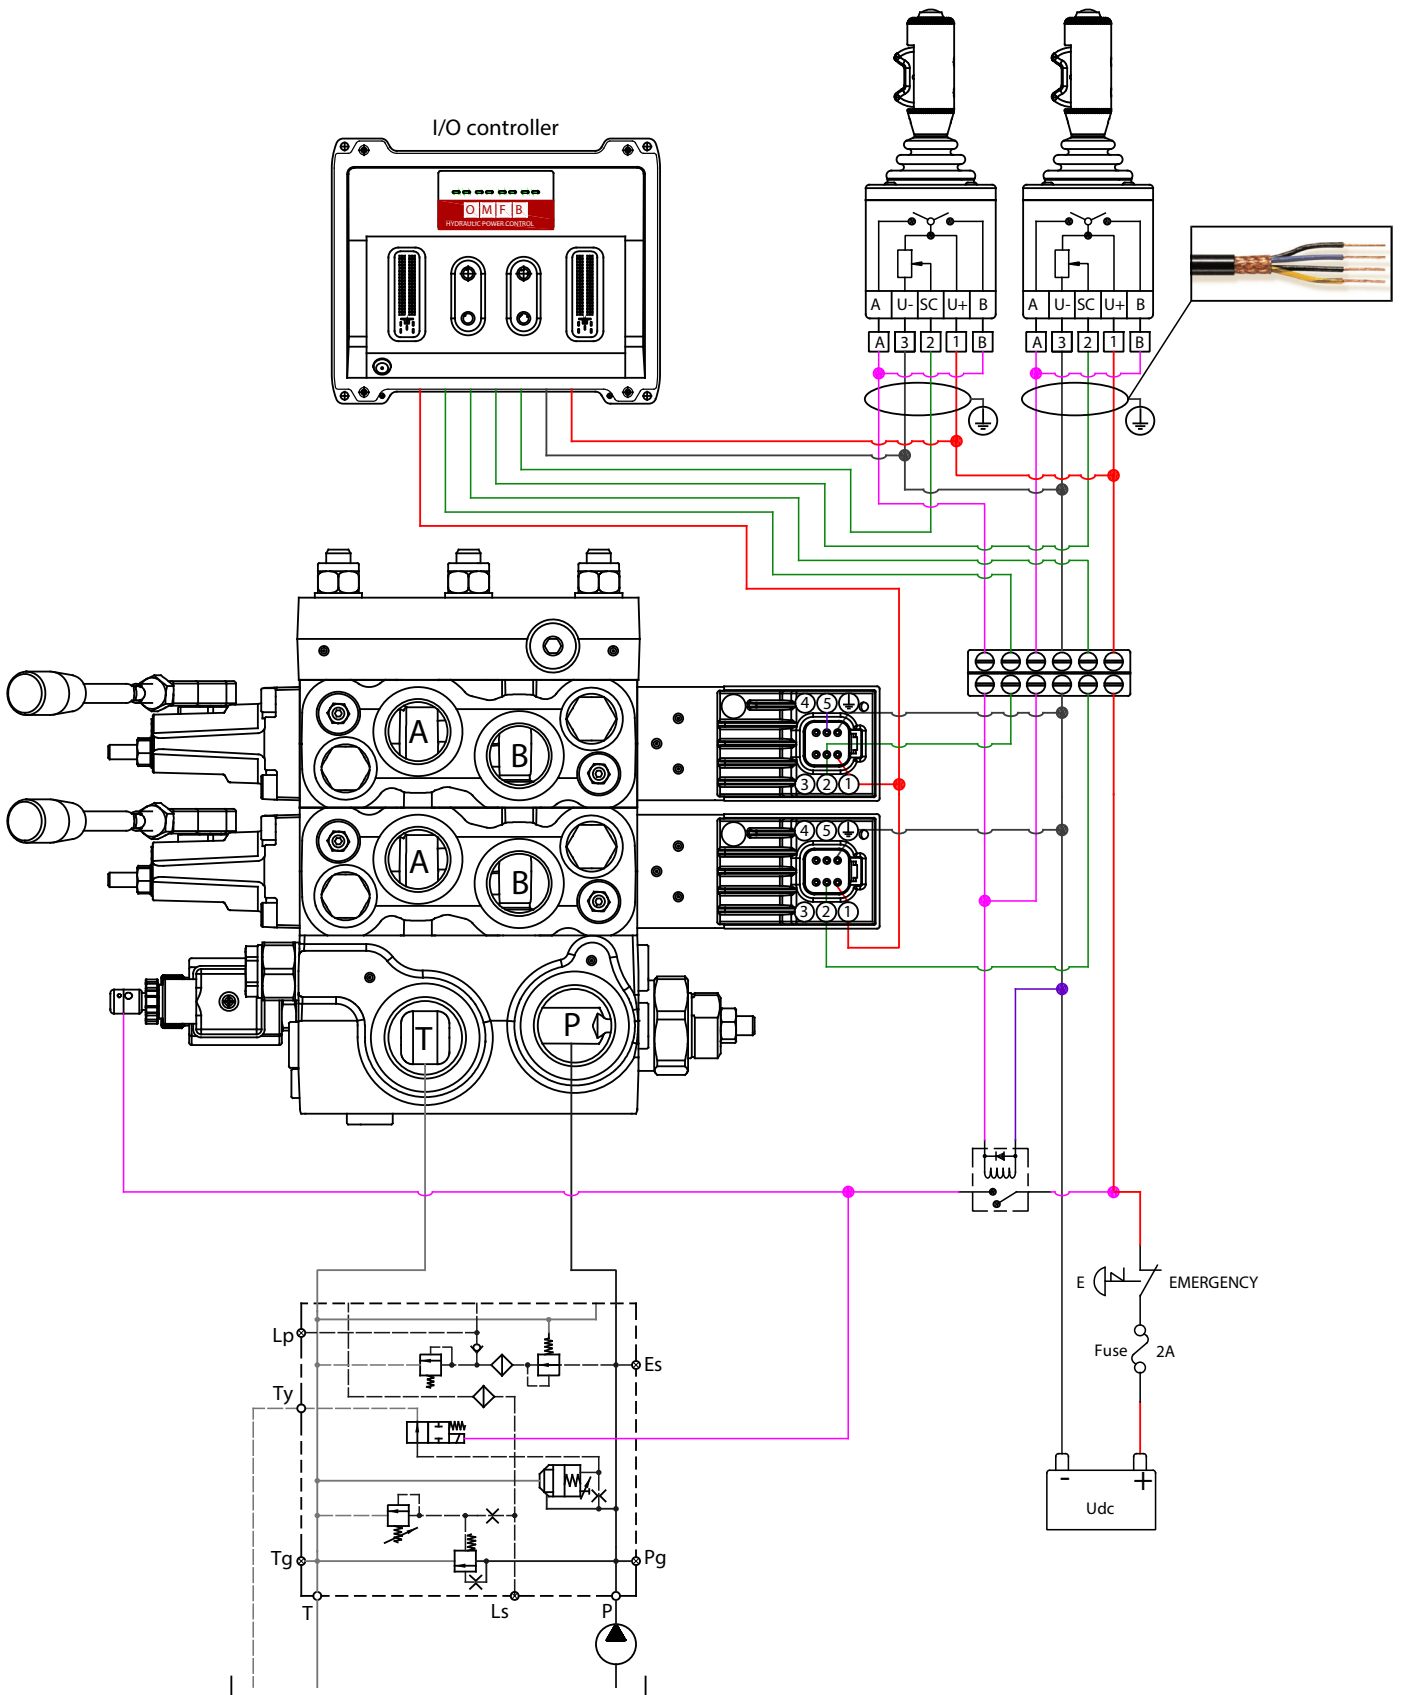 I/O controller
O M F B
HYDRAULIC POWER CONTROL
A U- SC U+ B
A 3 2 1 B
A U- SC U+ B
A 3 2 1 B
4 5
A
B
3 2 1
4 5
A
B
3 2 1
T
P
E EMERGENCY
Fuse 2A
- +
Udc
Lp
Es
Ty
Tg
Pg
T
Ls
P